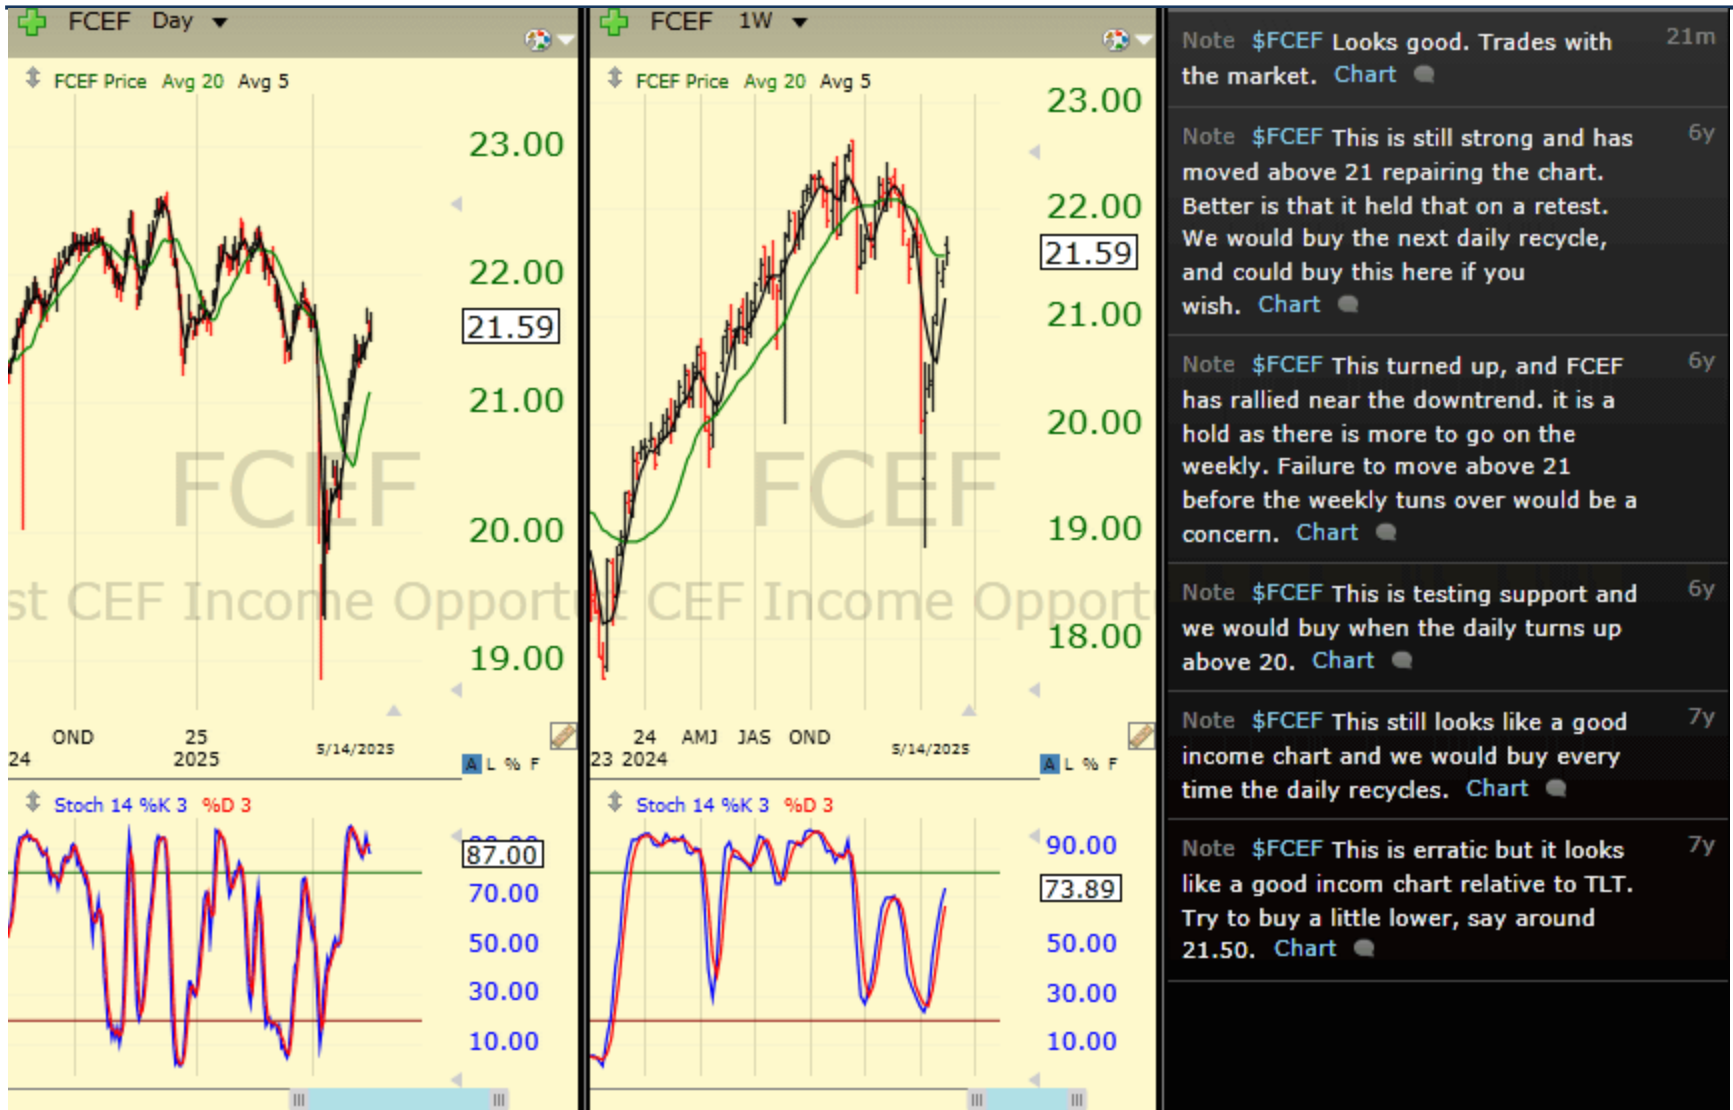 FCEF Day
FCEF Price Avg 20 Avg 5
23.00
22.00
21.59
21.00
20.00
19.00
FCEF
st CEF Income Opport
OND 25
24 2025 5/14/2025
A L % F
Stoch 14 %K 3 %D 3
87.00
70.00
50.00
30.00
10.00
FCEF 1W
FCEF Price Avg 20 Avg 5
23.00
22.00
21.59
21.00
20.00
19.00
18.00
FCEF
CEF Income Opport
24 AMJ JAS OND
23 2024 5/14/2025
A L % F
Stoch 14 %K 3 %D 3
90.00
73.89
50.00
30.00
10.00
Note $FCEF Looks good. Trades with 21m
the market. Chart
Note $FCEF This is still strong and has 6y
moved above 21 repairing the chart.
Better is that it held that on a retest.
We would buy the next daily recycle,
and could buy this here if you
wish. Chart
Note $FCEF This turned up, and FCEF 6y
has rallied near the downtrend. it is a
hold as there is more to go on the
weekly. Failure to move above 21
before the weekly tuns over would be a
concern. Chart
Note $FCEF This is testing support and 6y
we would buy when the daily turns up
above 20. Chart
Note $FCEF This still looks like a good 7y
income chart and we would buy every
time the daily recycles. Chart
Note $FCEF This is erratic but it looks 7y
like a good incom chart relative to TLT.
Try to buy a little lower, say around
21.50. Chart